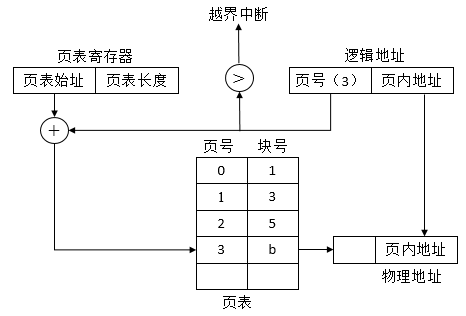 越界中断
页表寄存器
逻辑地址
页表始址 页表长度
>
页号（3） 页内地址
+
页号 块号
0 1
1 3
2 5
3 b
页内地址
物理地址
页表